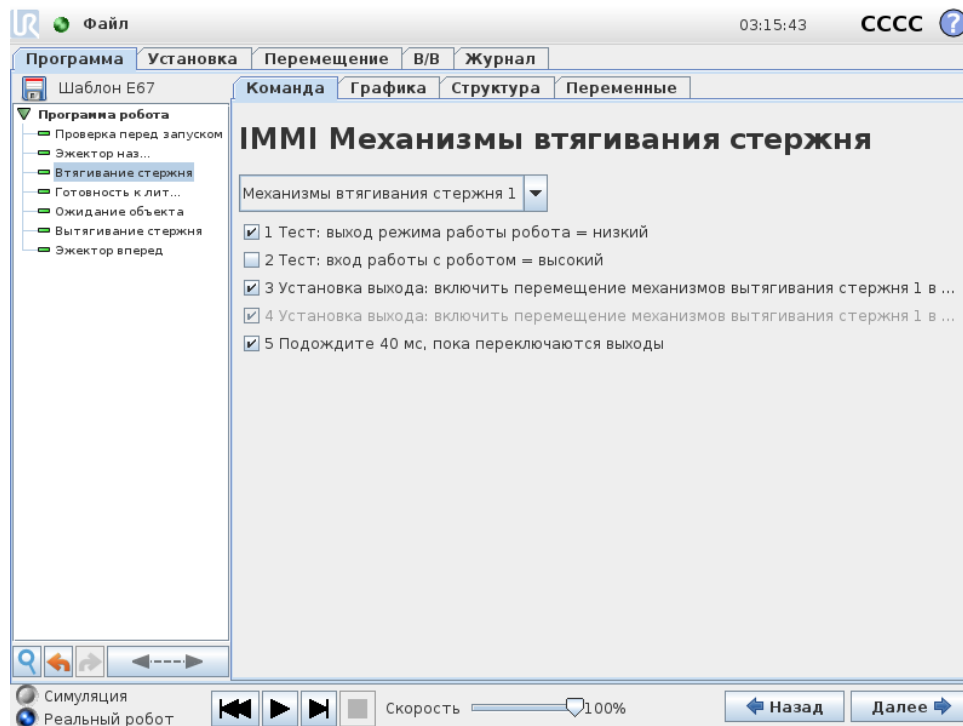 UR Файл 03:15:43 CCCC ?
Программа Установка Перемещение В/В Журнал
Шаблон E67 Команда Графика Структура Переменные
Программа робота
Проверка перед запуском
Эжектор наз...
Втягивание стержня
Готовность к лит...
Ожидание объекта
Вытягивание стержня
Эжектор вперед
IMMI Механизмы втягивания стержня
Механизмы втягивания стержня 1
1 Тест: выход режима работы робота = низкий
2 Тест: вход работы с роботом = высокий
3 Установка выхода: включить перемещение механизмов вытягивания стержня 1 в ...
4 Установка выхода: включить перемещение механизмов вытягивания стержня 1 в ...
5 Подождите 40 мс, пока переключаются выходы
Симуляция
Реальный робот
Скорость 100%
Назад Далее